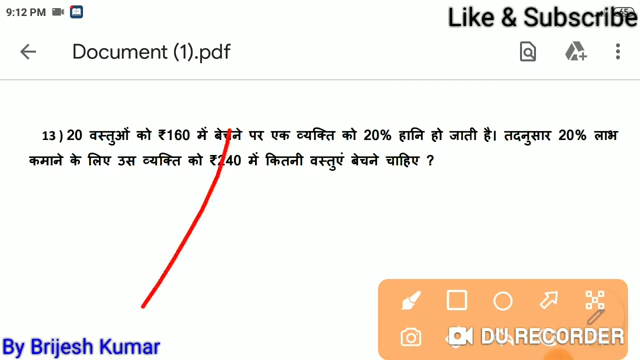 9:12 PM
Like & Subscribe
Document (1).pdf
13) 20 वस्तुओं को ₹160 में बेचने पर एक व्यक्ति को 20% हानि हो जाती है। तदनुसार 20% लाभ
कमाने के लिए उस व्यक्ति को ₹240 में कितनी वस्तुएं बेचने चाहिए ?
DU RECORDER
By Brijesh Kumar